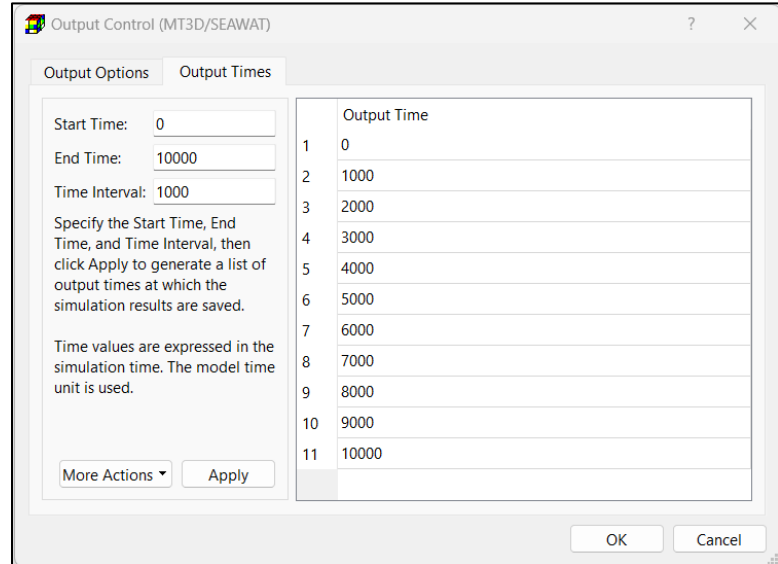 Output Control (MT3D/SEAWAT)
?
Output Options
Output Times
Start Time: 0
End Time: 10000
Time Interval: 1000
Specify the Start Time, End
Time, and Time Interval, then
click Apply to generate a list of
output times at which the
simulation results are saved.
Time values are expressed in the
simulation time. The model time
unit is used.
More Actions
Apply
Output Time
1 0
2 1000
3 2000
4 3000
5 4000
6 5000
7 6000
8 7000
9 8000
10 9000
11 10000
OK
Cancel